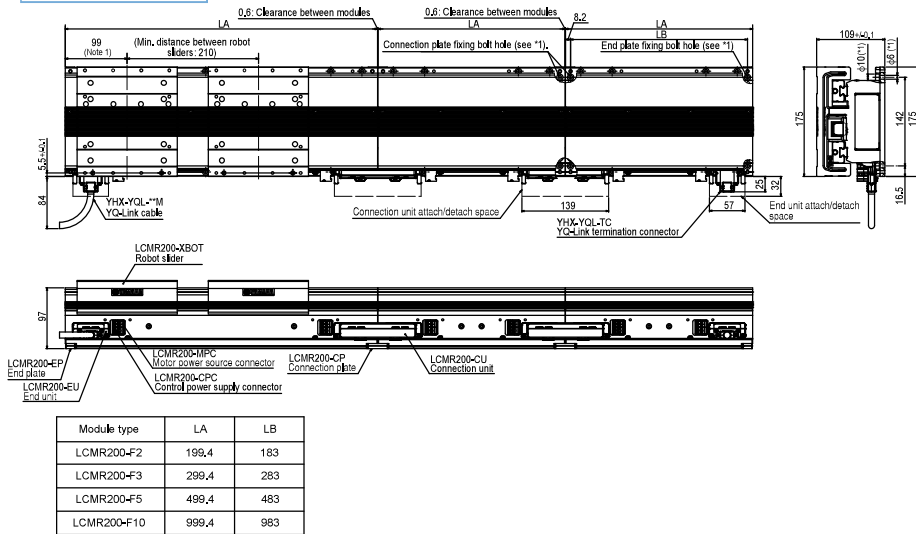 0.6: Clearance between modules
0.6: Clearance between modules
LA
LA
LA
8.2
LB
99
(Note 1)
(Min. distance between robot
sliders: 210)
Connection plate fixing bolt hole (see *1).
End plate fixing bolt hole (see *1)
109+/-0.1
ϕ10(*1)
ϕ6(*1)
175
142
175
16.5
5.5+/-0.1
84
YHX-YQL-**M
YQ-Link cable
Connection unit attach/detach space
139
YHX-YQL-TC
YQ-Link termination connector
25
32
57
End unit attach/detach
space
LCMR200-XBOT
Robot slider
97
LCMR200-EP
End plate
LCMR200-EU
End unit
LCMR200-MPC
Motor power source connector
LCMR200-CPC
Control power supply connector
LCMR200-CP
Connection plate
LCMR200-CU
Connection unit
Module type LA LB
LCMR200-F2 199.4 183
LCMR200-F3 299.4 283
LCMR200-F5 499.4 483
LCMR200-F10 999.4 983